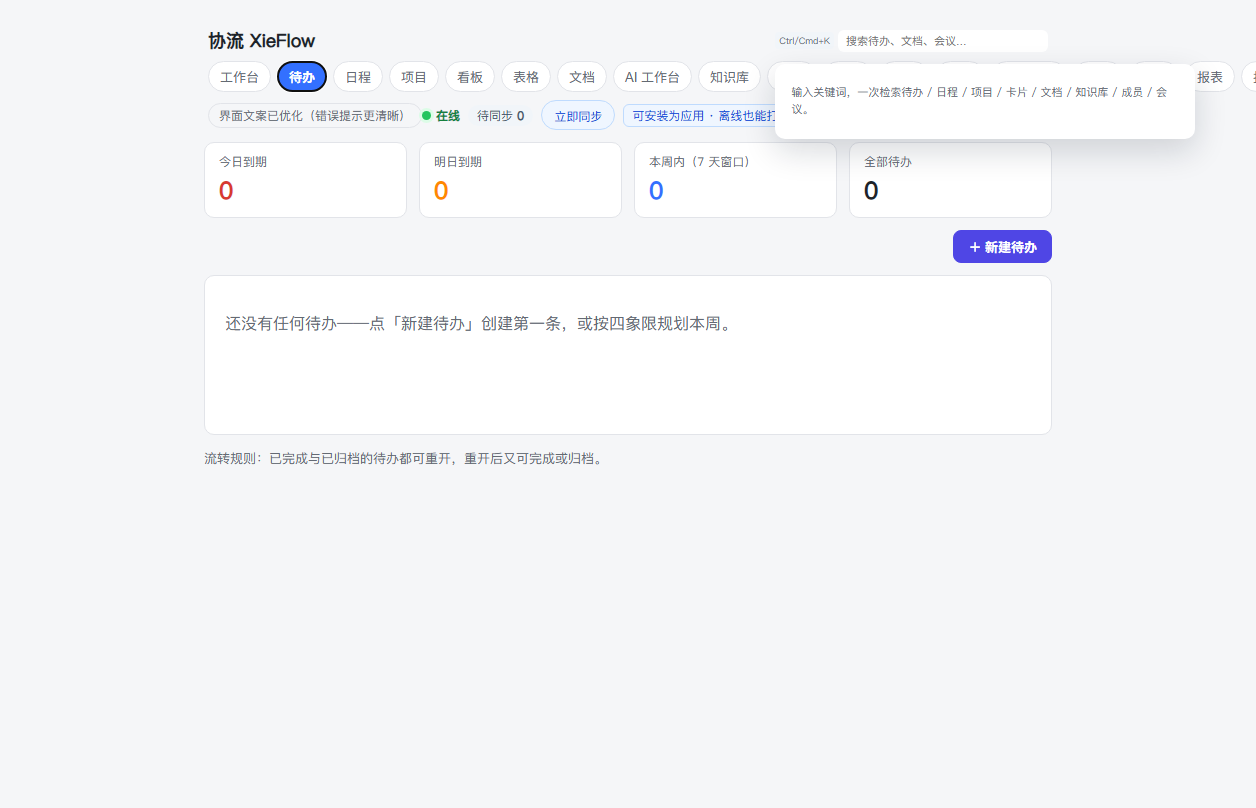 协流 XieFlow
Ctrl/Cmd+K
搜索待办、文档、会议...
工作台 待办 日程 项目 看板 表格 文档 AI 工作台 知识库 报表
输入关键词，一次检索待办 / 日程 / 项目 / 卡片 / 文档 / 知识库 / 成员 / 会
议。
界面文案已优化（错误提示更清晰） 在线 待同步 0 立即同步 可安装为应用 · 离线也能打
今日到期
0
明日到期
0
本周内（7 天窗口）
0
全部待办
0
＋ 新建待办
还没有任何待办——点「新建待办」创建第一条，或按四象限规划本周。
流转规则：已完成与已归档的待办都可重开，重开后又可完成或归档。